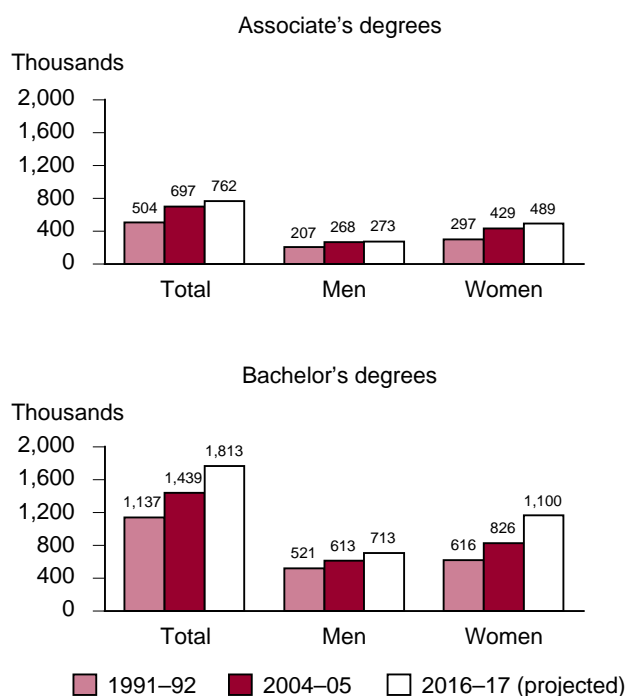 Associate's degrees
Thousands
2,000
1,600
1,200
800
400
0
504
697
762
207
268
273
297
429
489
Total
Men
Women
Bachelor's degrees
Thousands
2,000
1,600
1,200
800
400
0
1,137
1,439
1,813
521
613
713
616
826
1,100
Total
Men
Women
1991–92
2004–05
2016–17 (projected)